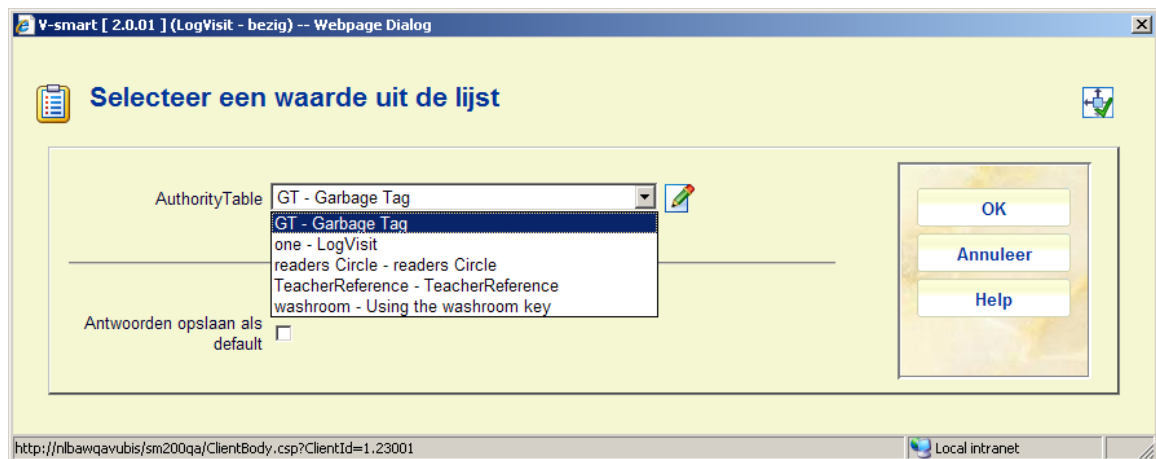 V-smart [ 2.0.01 ] (LogVisit - bezig) -- Webpage Dialog
Selecteer een waarde uit de lijst
AuthorityTable GT - Garbage Tag
GT - Garbage Tag
one - LogVisit
readers Circle - readers Circle
TeacherReference - TeacherReference
washroom - Using the washroom key
Antwoorden opslaan als
default
OK
Annuleer
Help
http://nlbawqavubis/sm200qa/ClientBody.csp?ClientId=1.23001
Local intranet